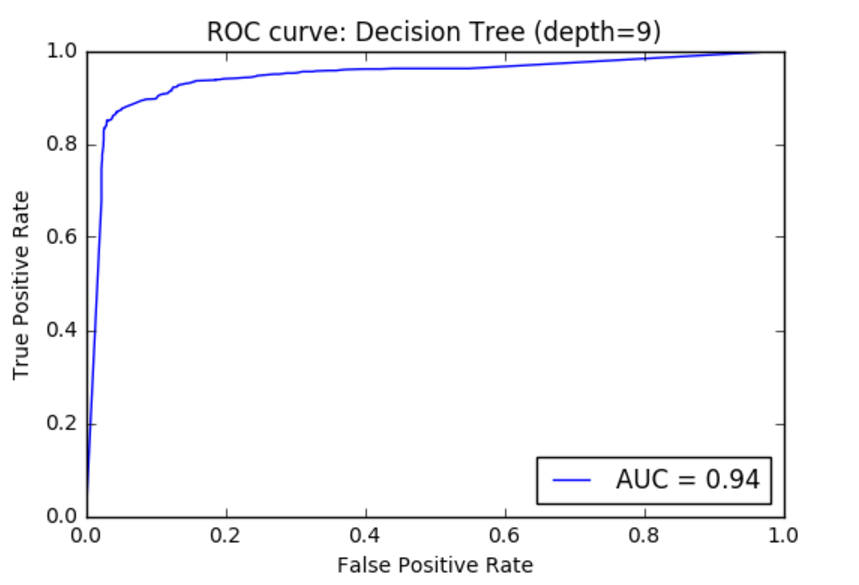 ROC curve: Decision Tree (depth=9)
1.0
0.8
0.6
0.4
0.2
0.0
True Positive Rate
AUC = 0.94
0.0 0.2 0.4 0.6 0.8 1.0
False Positive Rate